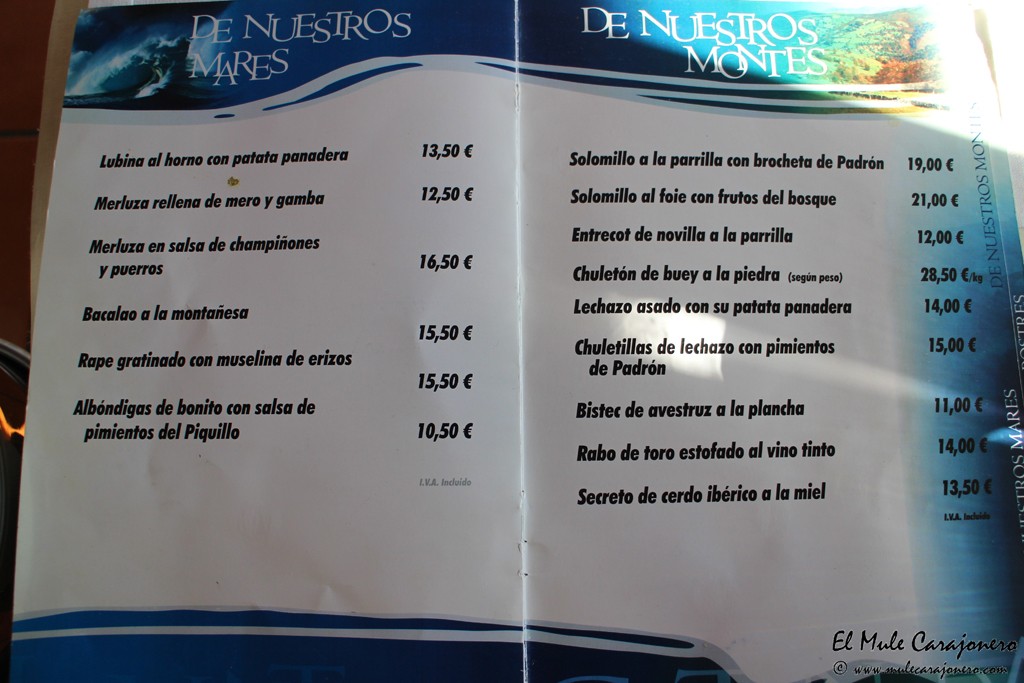 DE NUESTROS
MARES
Lubina al horno con patata panadera 13,50 €
Merluza rellena de mero y gamba 12,50 €
Merluza en salsa de champiñones
y puerros 16,50 €
Bacalao a la montañesa
15,50 €
Rape gratinado con muselina de erizos
15,50 €
Albóndigas de bonito con salsa de
pimientos del Piquillo 10,50 €
I.V.A. Incluido
DE NUESTROS
MONTES
Solomillo a la parrilla con brocheta de Padrón 19,00 €
Solomillo al foie con frutos del bosque 21,00 €
Entrecot de novilla a la parrilla 12,00 €
Chuletón de buey a la piedra (según peso) 28,50 €/kg
Lechazo asado con su patata panadera 14,00 €
Chuletillas de lechazo con pimientos 15,00 €
de Padrón
Bistec de avestruz a la plancha 11,00 €
Rabo de toro estofado al vino tinto 14,00 €
Secreto de cerdo ibérico a la miel 13,50 €
I.V.A. Incluido
DE NUESTROS MONTES
POSTRES
NUESTROS MARES
El Mule Carajonero
© www.mulecarajonero.com